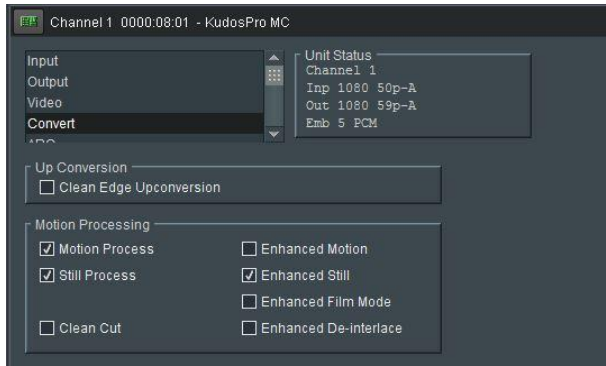 Channel 1 0000:08:01 - KudosPro MC
Input
Output
Video
Convert
Unit Status
Channel 1
Inp 1080 50p-A
Out 1080 59p-A
Emb 5 PCM
Up Conversion
Clean Edge Upconversion
Motion Processing
Motion Process
Enhanced Motion
Still Process
Enhanced Still
Enhanced Film Mode
Clean Cut
Enhanced De-interlace